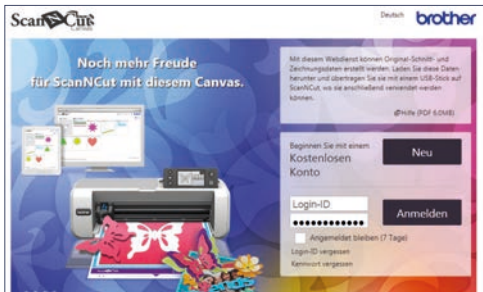 ScanNCut
Canvas
Deutsch
brother
Noch mehr Freude
für ScanNCut mit diesem Canvas.
Mit diesem Webdienst können Original-Schnitt- und
Zeichnungsdaten erstellt werden. Laden Sie diese Daten
herunter und übertragen Sie sie mit einem USB-Stick auf
ScanNCut, wo sie anschließend verwendet werden
können.
Hilfe (PDF 6,0MB)
Beginnen Sie mit einem
Kostenlosen
Konto
Neu
Login-ID
●●●●●●●●●●●●
Anmelden
Angemeldet bleiben (7 Tage)
Login-ID vergessen
Kennwort vergessen